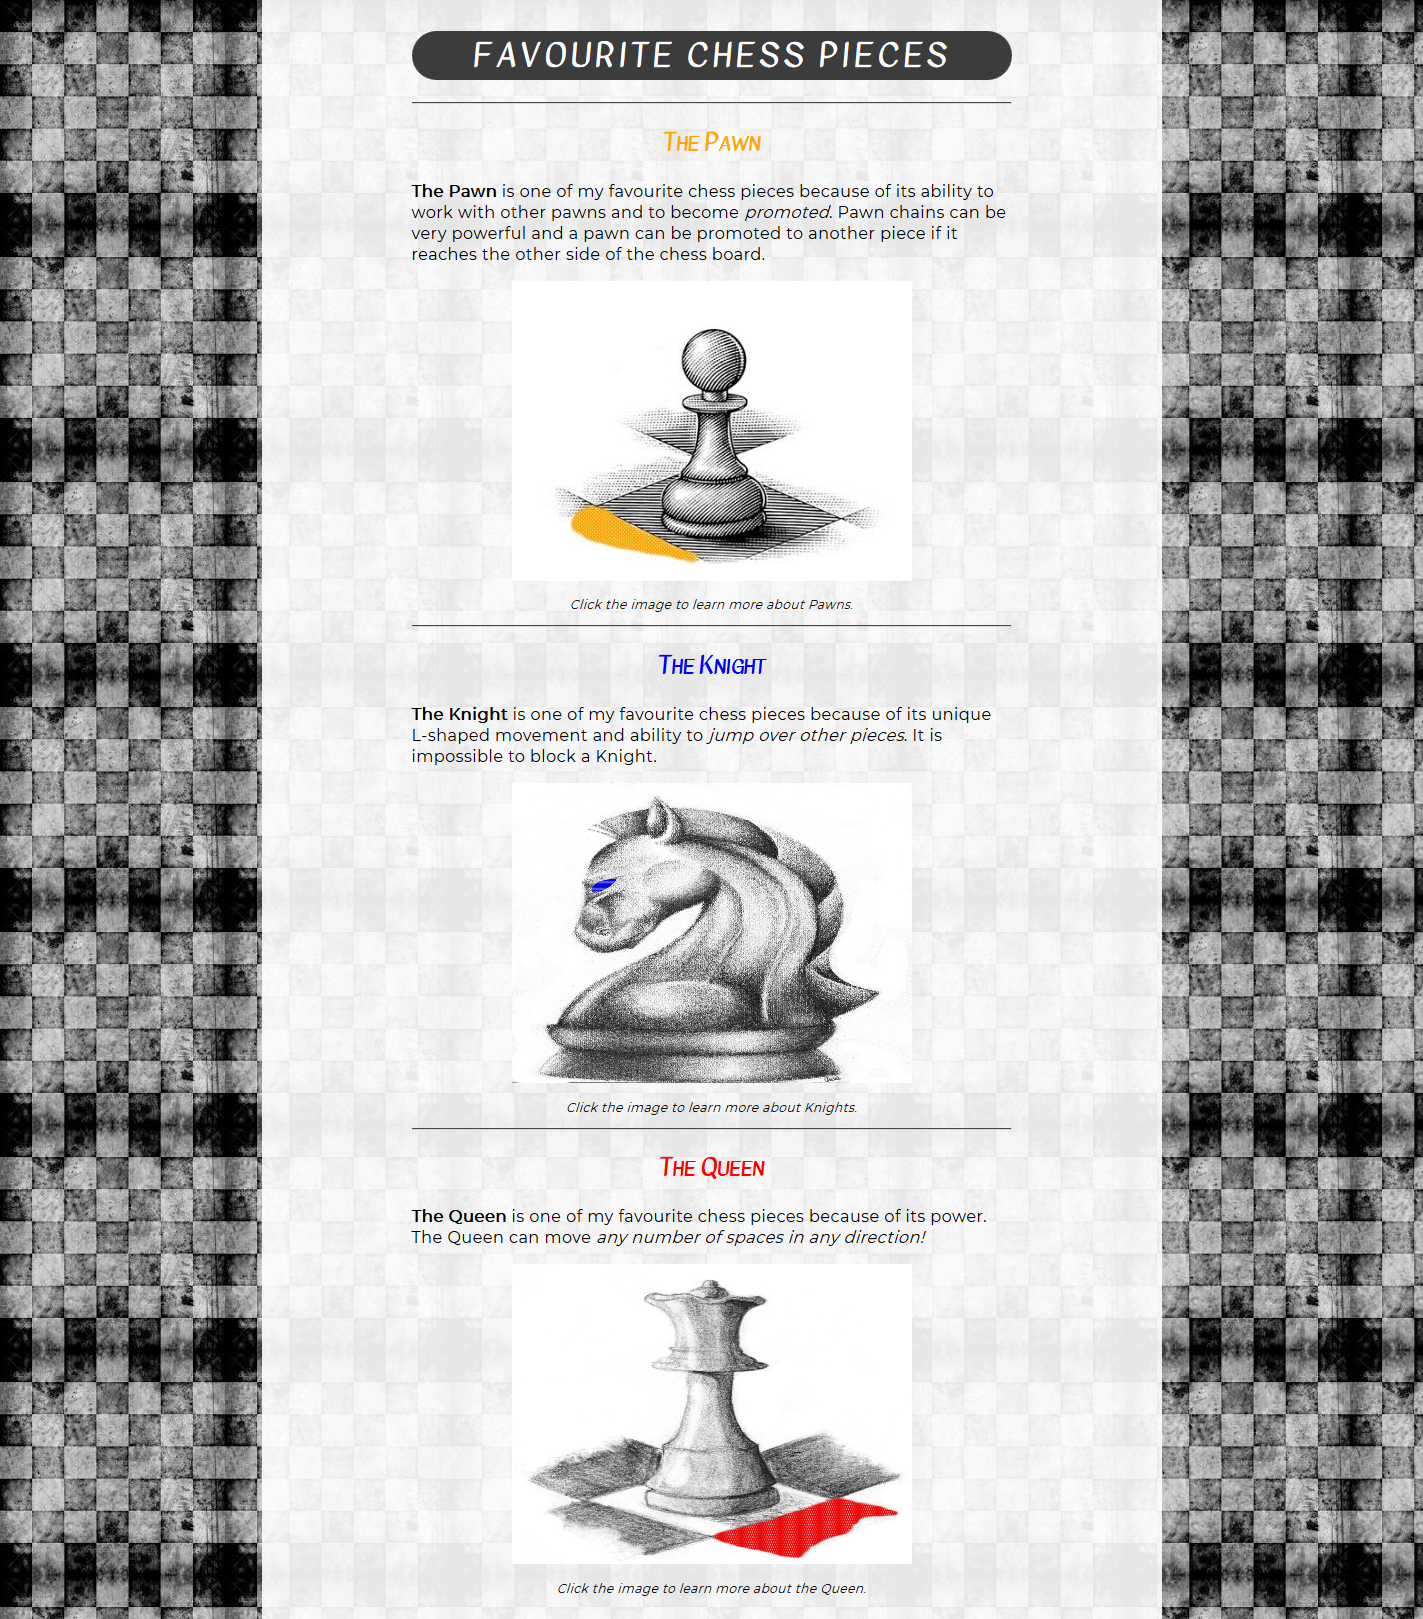 FAVOURITE CHESS PIECES
The Pawn
The Pawn is one of my favourite chess pieces because of its ability to
work with other pawns and to become promoted. Pawn chains can be
very powerful and a pawn can be promoted to another piece if it
reaches the other side of the chess board.
Click the image to learn more about Pawns.
The Knight
The Knight is one of my favourite chess pieces because of its unique
L-shaped movement and ability to jump over other pieces. It is
impossible to block a Knight.
Click the image to learn more about Knights.
The Queen
The Queen is one of my favourite chess pieces because of its power.
The Queen can move any number of spaces in any direction!
Click the image to learn more about the Queen.